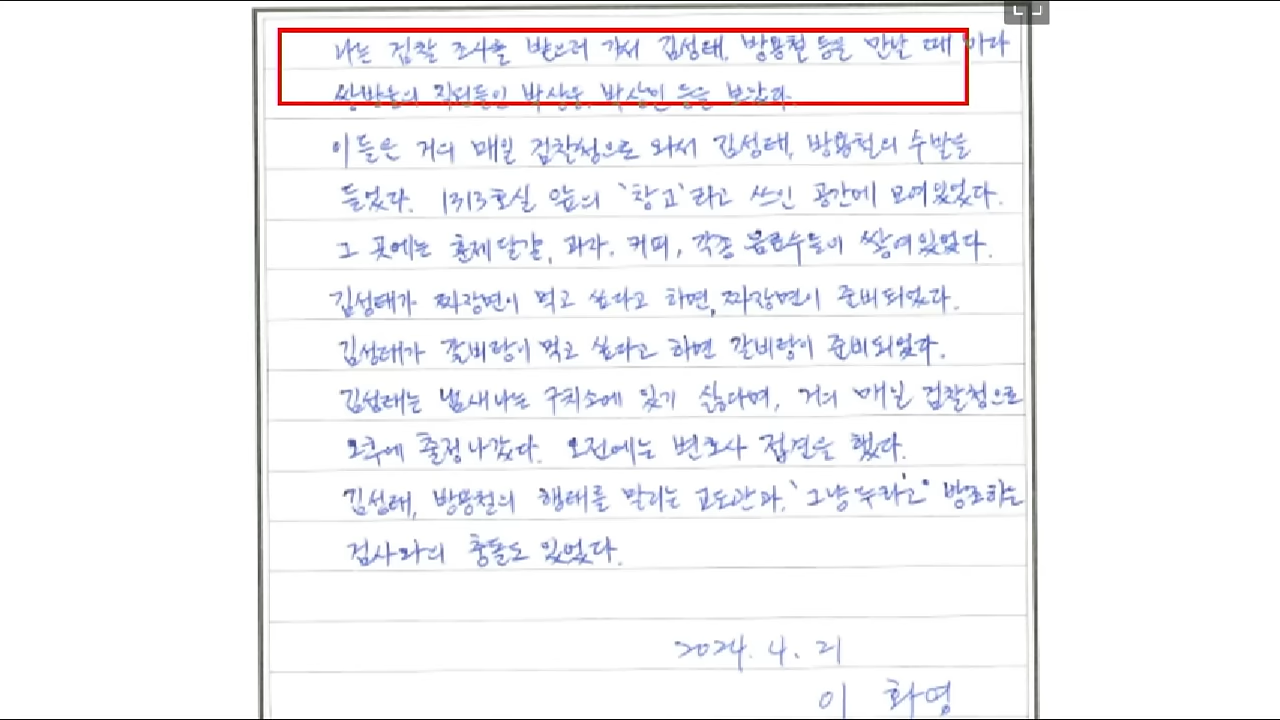 나는 검찰 조사를 받으러 가서 김성태, 방용철 등을 만날 때 마다
쌍방울의 직원들인 박상웅, 박상민 등을 보았다.
이들은 거의 매일 검찰청으로 와서 김성태, 방용철의 수발을
들었다. 1313호실 앞의 '창고'라고 쓰인 공간에 모여있었다.
그 곳에는 훈제달걀, 과자, 커피, 각종 음료수들이 쌓여있었다.
김성태가 짜장면이 먹고 싶다고 하면, 짜장면이 준비되었다.
김성태가 갈비탕이 먹고 싶다고 하면 갈비탕이 준비되었다.
김성태는 냄새나는 구치소에 있기 싫다며, 거의 매일 검찰청으로
오후에 출정나갔다. 오전에는 변호사 접견을 했다.
김성태, 방용철의 행태를 말리는 교도관과, "그냥 두라고" 방조하는
검사와의 충돌도 있었다.
2024. 4. 21
이 화영